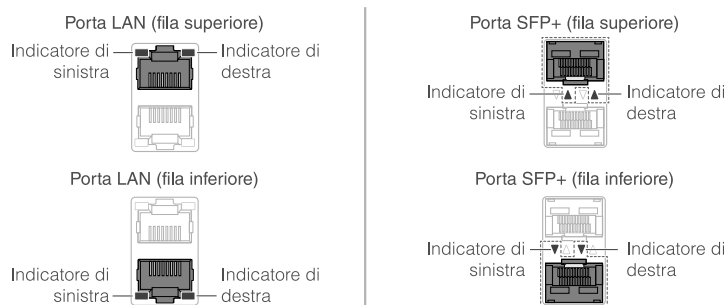 Porta LAN (fila superiore)
Indicatore di
sinistra
Indicatore di
destra
Porta LAN (fila inferiore)
Indicatore di
sinistra
Indicatore di
destra
Porta SFP+ (fila superiore)
Indicatore di
sinistra
Indicatore di
destra
Porta SFP+ (fila inferiore)
Indicatore di
sinistra
Indicatore di
destra